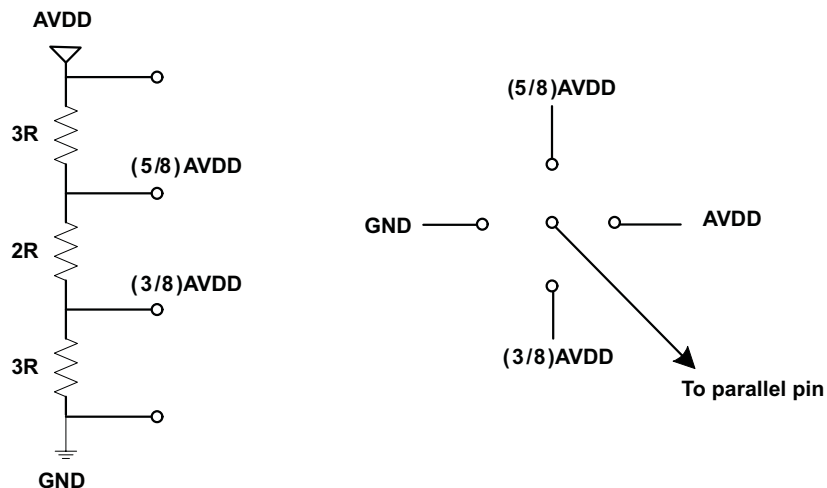 AVDD
3R
(5/8)AVDD
2R
(3/8)AVDD
3R
GND
(5/8)AVDD
GND
AVDD
(3/8)AVDD
To parallel pin